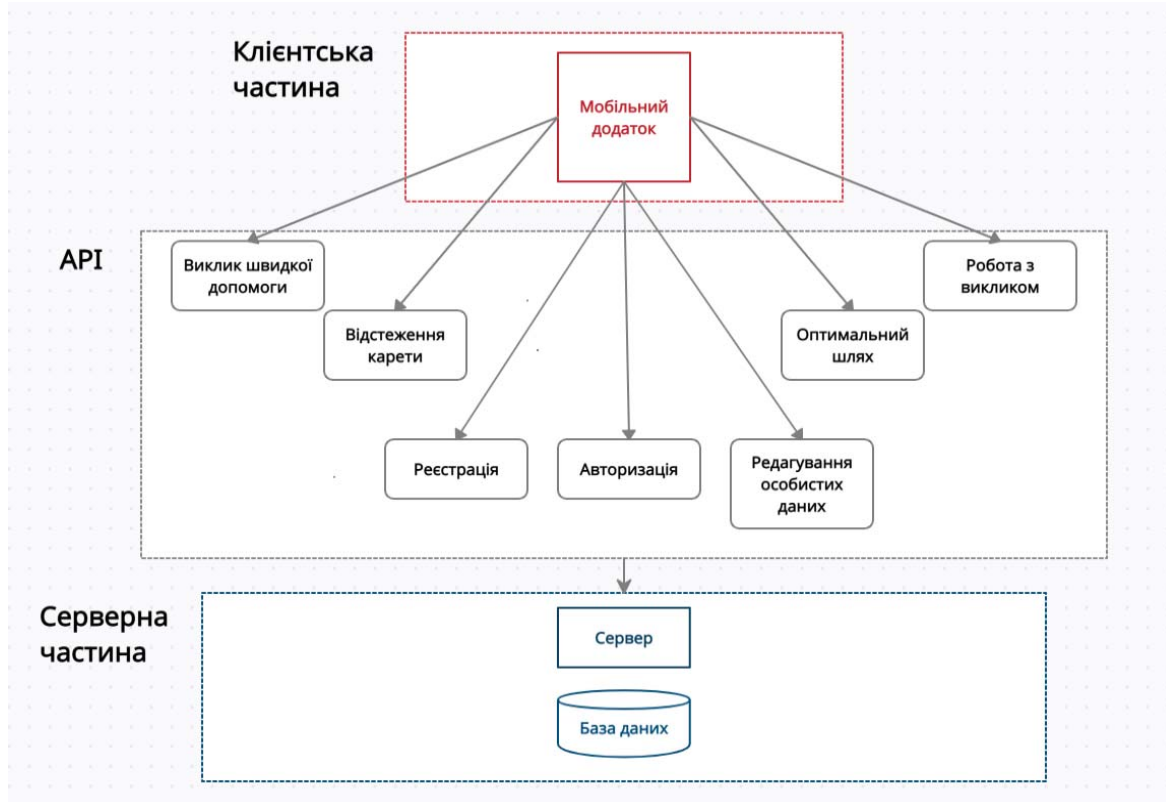 Клієнтська
частина
Мобільний
додаток
API
Виклик швидкої
допомоги
Робота з
викликом
Відстеження
карети
Оптимальний
шлях
Реєстрація
Авторизація
Редагування
особистих
даних
Серверна
частина
Сервер
База даних